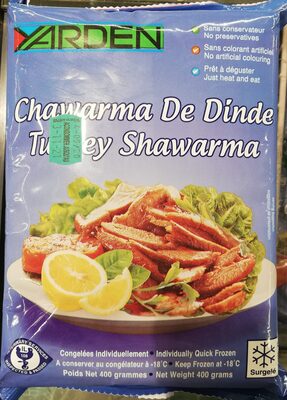 YARDEN
Sans conservateur
No preservatives
Sans colorant artificiel
No artificial colouring
Prêt à déguster
Just heat and eat
Chawarma De Dinde
Turkey Shawarma
Congelées Individuellement • Individually Quick Frozen
A conserver au congélateur à -18°C • Keep Frozen at -18°C
Poids Net 400 grammes • Net Weight 400 grams
Surgelé
IL